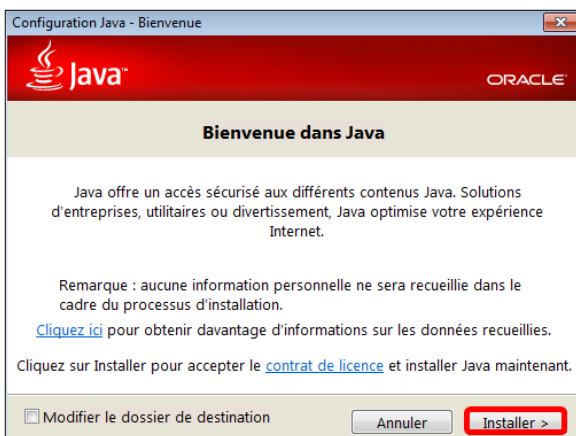 Configuration Java - Bienvenue
Java™
ORACLE
Bienvenue dans Java
Java offre un accès sécurisé aux différents contenus Java. Solutions
d'entreprises, utilitaires ou divertissement, Java optimise votre expérience
Internet.
Remarque : aucune information personnelle ne sera recueillie dans le
cadre du processus d'installation.
Cliquez ici pour obtenir davantage d'informations sur les données recueillies.
Cliquez sur Installer pour accepter le contrat de licence et installer Java maintenant.
Modifier le dossier de destination
Annuler
Installer >